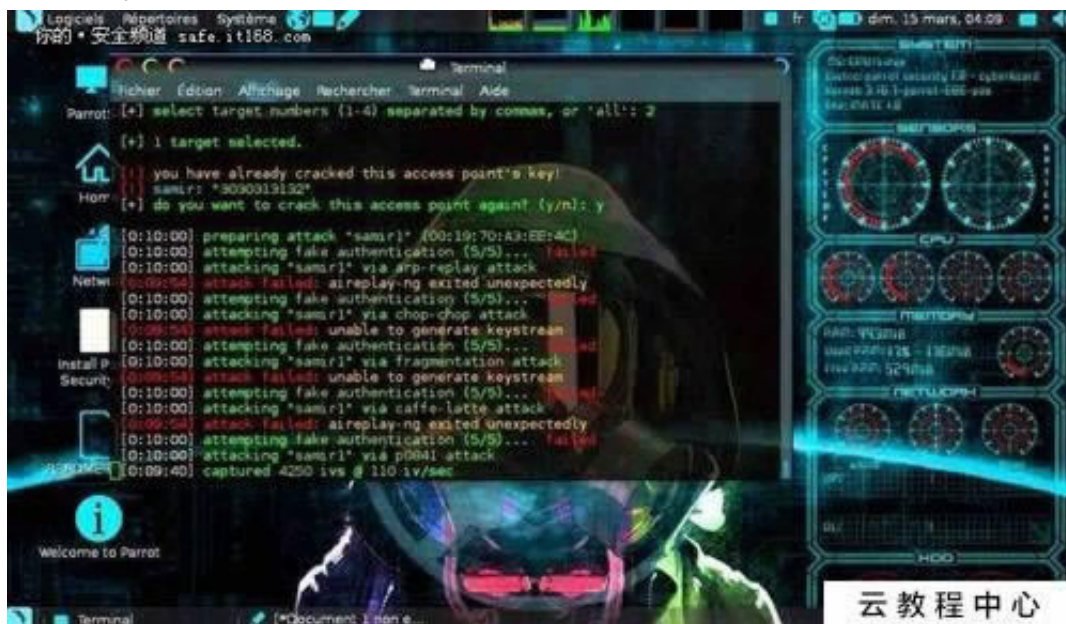 Logiciels Répertoires Système
fr
dim. 15 mars, 04:09
你的·安全频道 safe.it168.com
Terminal
Fichier Édition Affichage Rechercher Terminal Aide
[+] select target numbers (1-4) separated by commas, or 'all': 2
[+] 1 target selected.
[!] you have already cracked this access point's key!
[!] samir: "3030313132"
[+] do you want to crack this access point again? (y/n): y
[0:10:00] preparing attack "samir1" (00:19:70:A3:EE:4C)
[0:10:00] attempting fake authentication (5/5)... failed
[0:10:00] attacking "samir1" via arp-replay attack
[0:09:54] attack failed: aireplay-ng exited unexpectedly
[0:10:00] attempting fake authentication (5/5)... failed
[0:10:00] attacking "samir1" via chop-chop attack
[0:09:54] attack failed: unable to generate keystream
[0:10:00] attempting fake authentication (5/5)... failed
[0:10:00] attacking "samir1" via fragmentation attack
attack failed: unable to generate keystream
[0:10:00] attempting fake authentication (5/5)... failed
[0:10:00] attacking "samir1" via caffe-latte attack
[0:09:54] attack failed: aireplay-ng exited unexpectedly
[0:10:00] attempting fake authentication (5/5)... failed
[0:10:00] attacking "samir1" via p0841 attack
[0:09:40] captured 4250 ivs @ 110 iv/sec
Parrot
Hom
Netw
Install P
Securit
Welcome to Parrot
SYSTEM
SENSORS
CPU
MEMORY
NETWORK
HDD
Terminal
[*Document 1 non e...
云教程中心